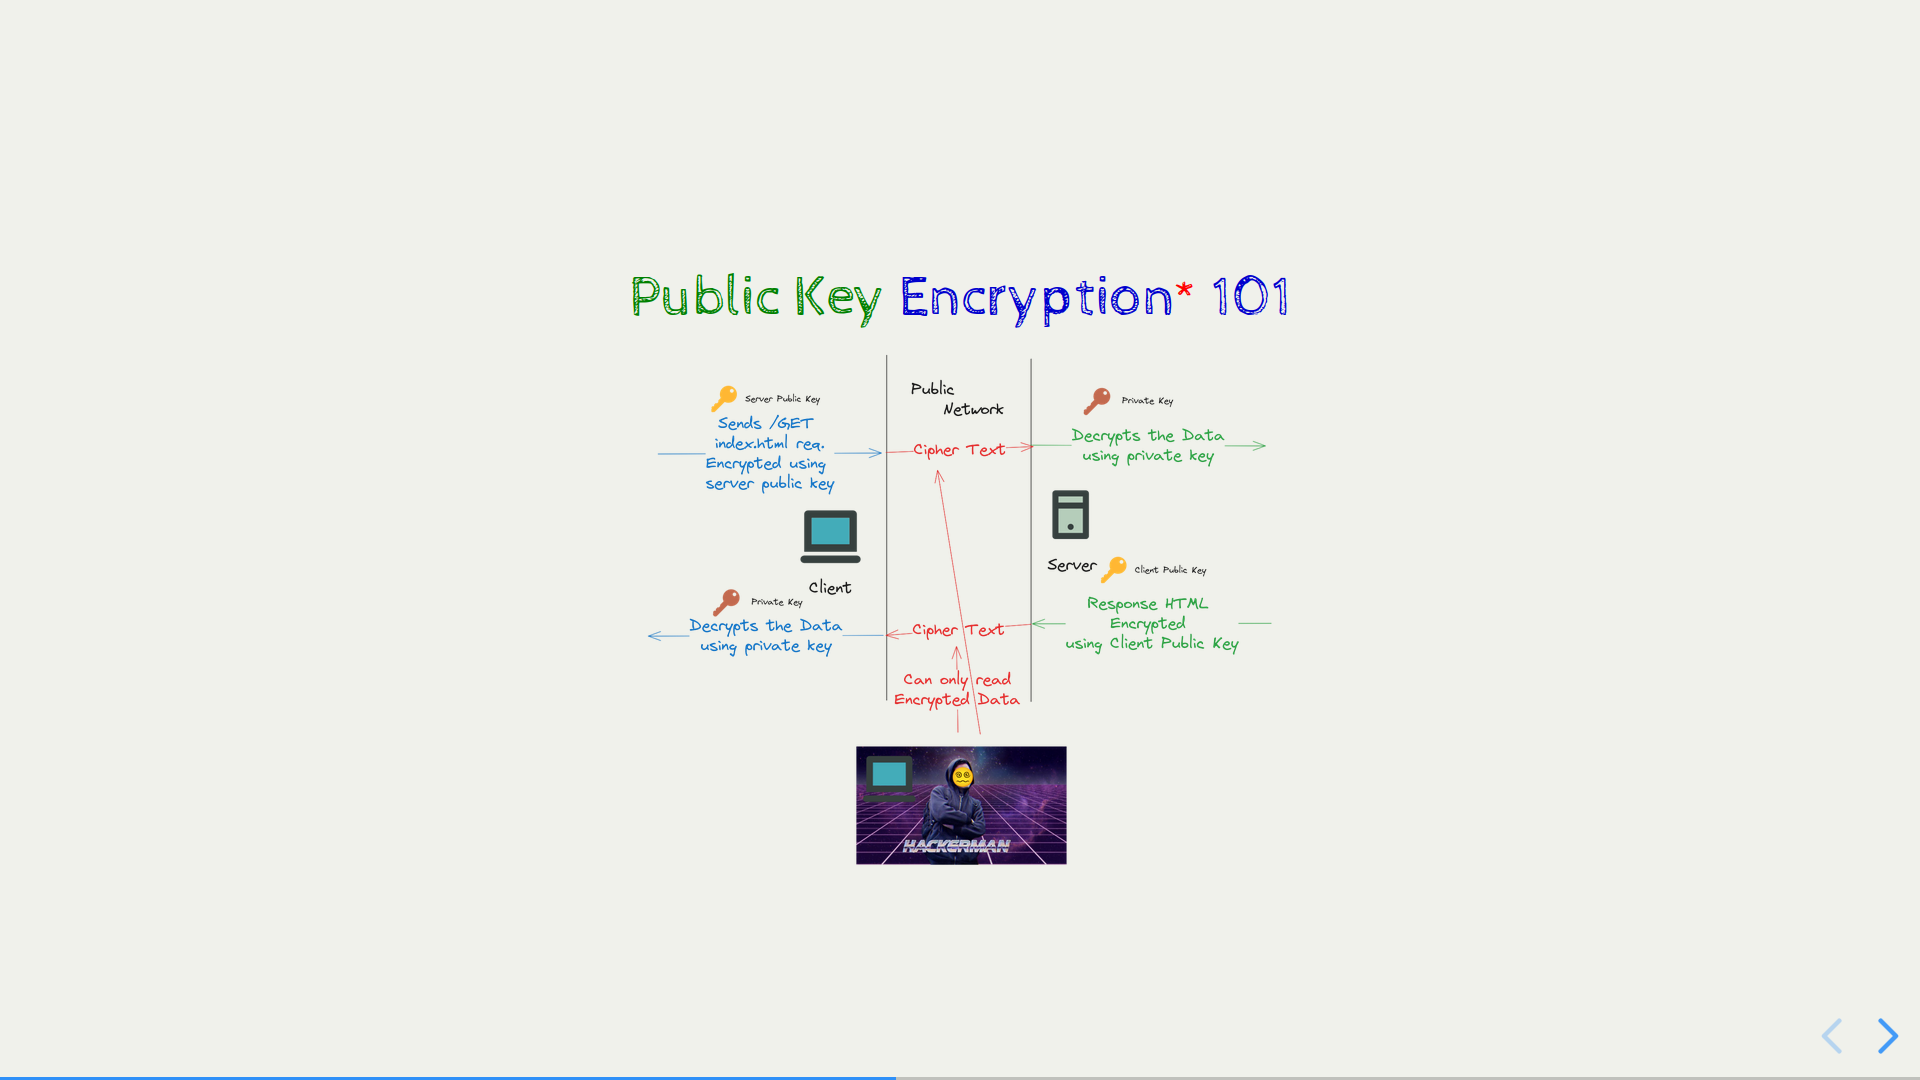 Public Key Encryption* 101
Server Public Key
Sends /GET
index.html req.
Encrypted using
server public key
Public
Network
Cipher Text
Private Key
Decrypts the Data
using private key
Client
Server
Client Public Key
Response HTML
Encrypted
using Client Public Key
Cipher Text
Private Key
Decrypts the Data
using private key
Can only read
Encrypted Data
HACKERMAN